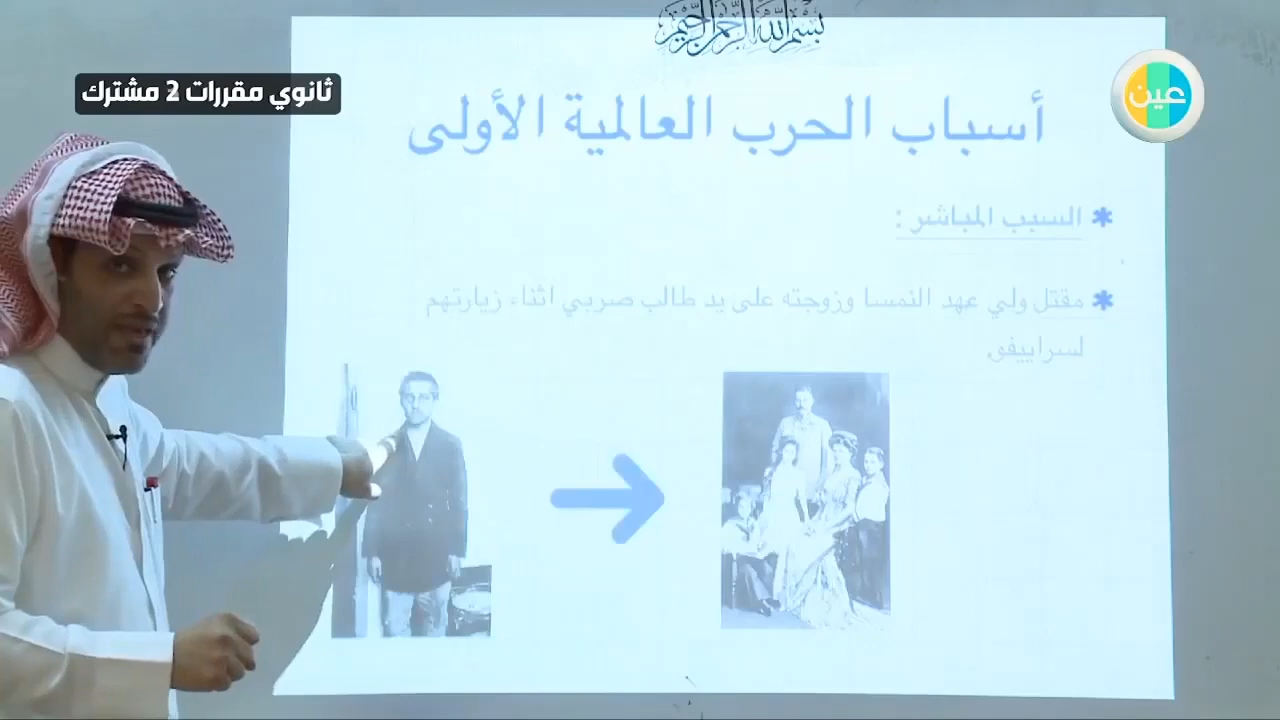 بسم الله الرحمن الرحيم
ثانوي مقررات 2 مشترك
عين
أسباب الحرب العالمية الأولى
السبب المباشر :
مقتل ولي عهد النمسا وزوجته على يد طالب صربي اثناء زيارتهم
لسراييفو